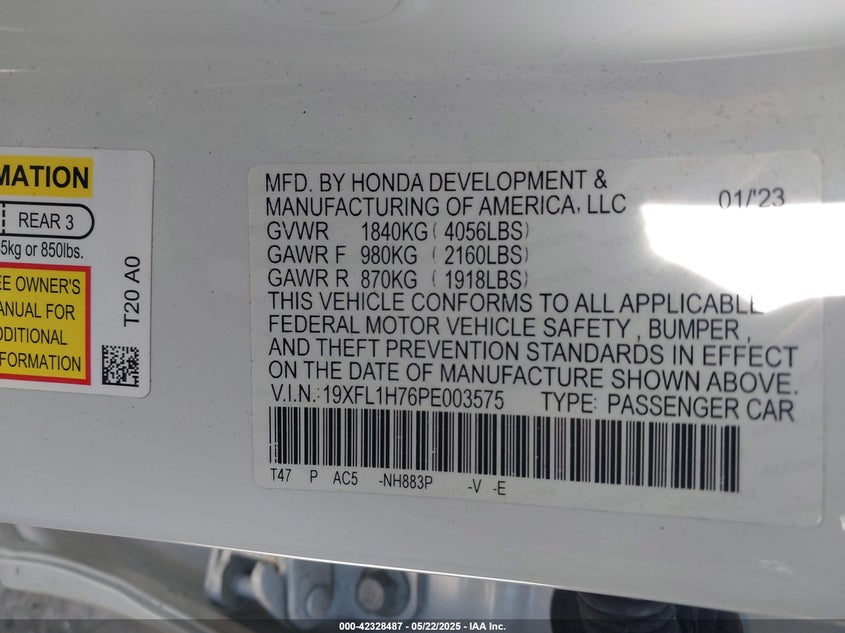 MATION
REAR 3
5kg or 850lbs.
EE OWNER'S
ANUAL FOR
DDITIONAL
FORMATION
T20 A0
MFD. BY HONDA DEVELOPMENT &
MANUFACTURING OF AMERICA, LLC 01/'23
GVWR 1840KG ( 4056LBS)
GAWR F 980KG ( 2160LBS)
GAWR R 870KG ( 1918LBS)
THIS VEHICLE CONFORMS TO ALL APPLICABLE
FEDERAL MOTOR VEHICLE SAFETY , BUMPER ,
AND THEFT PREVENTION STANDARDS IN EFFECT
ON THE DATE OF MANUFACTURE SHOWN ABOVE.
V.I.N.:19XFL1H76PE003575 TYPE: PASSENGER CAR
T47 P AC5 -NH883P -V -E
000-42328487 - 05/22/2025 - IAA Inc.